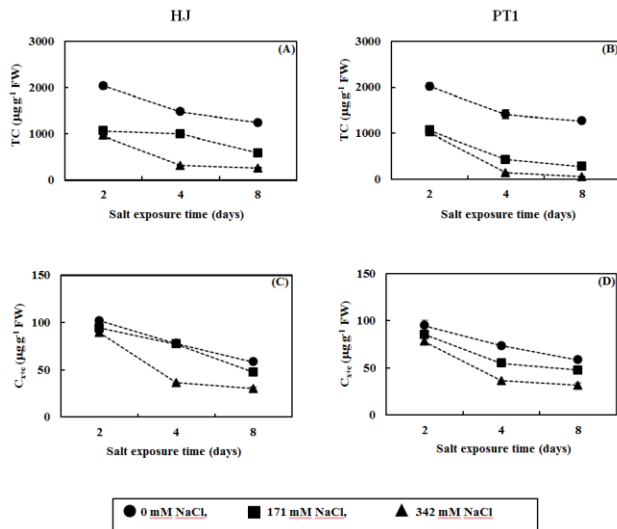 HJ PT1
(A)
3000
2000
1000
0
TC (µg g-1 FW)
2 4 8
Salt exposure time (days)
(B)
3000
2000
1000
0
TC (µg g-1 FW)
2 4 8
Salt exposure time (days)
(C)
150
100
50
0
Cx+c (µg g-1 FW)
2 4 8
Salt exposure time (days)
(D)
150
100
50
0
Cx+c (µg g-1 FW)
2 4 8
Salt exposure time (days)
0 mM NaCl, 171 mM NaCl, 342 mM NaCl